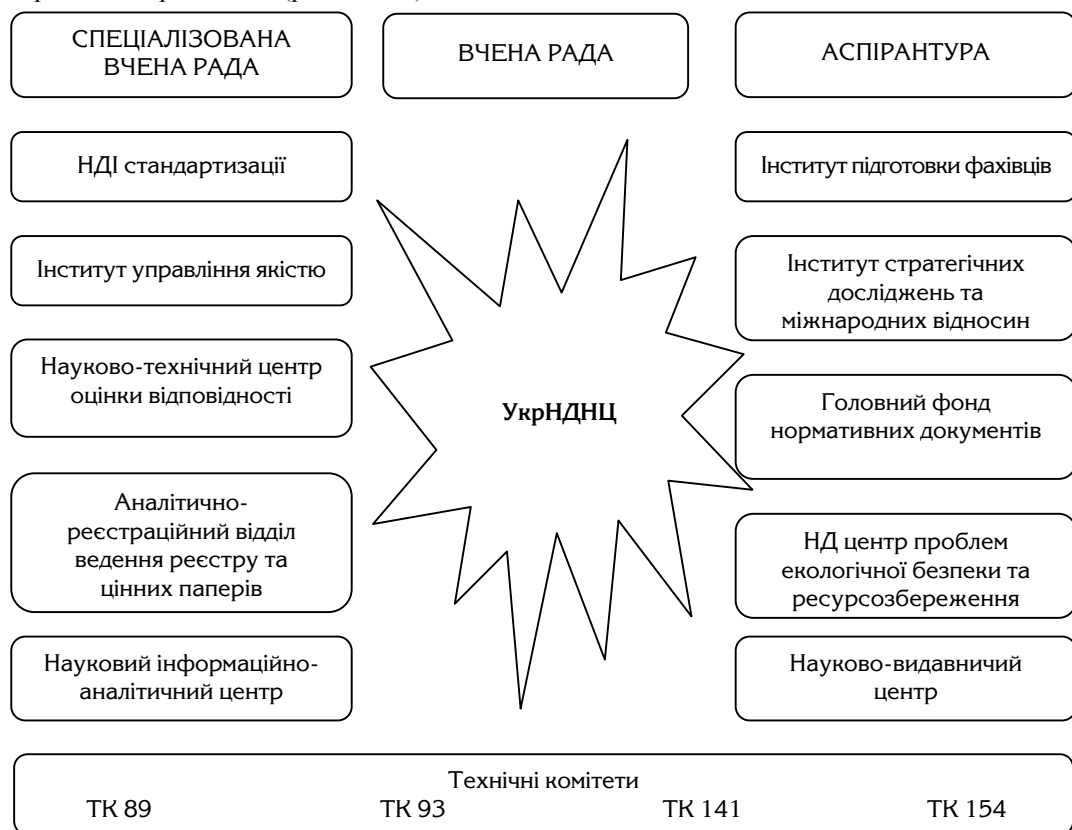 СПЕЦІАЛІЗОВАНА
ВЧЕНА РАДА
ВЧЕНА РАДА
АСПІРАНТУРА
НДІ стандартизації
Інститут підготовки фахівців
Інститут управління якістю
Інститут стратегічних
досліджень та
міжнародних відносин
Науково-технічний центр
оцінки відповідності
УкрНДНЦ
Головний фонд
нормативних документів
Аналітично-
реєстраційний відділ
ведення реєстру та
цінних паперів
НД центр проблем
екологічної безпеки та
ресурсозбереження
Науковий інформаційно-
аналітичний центр
Науково-видавничий
центр
Технічні комітети
ТК 89 ТК 93 ТК 141 ТК 154